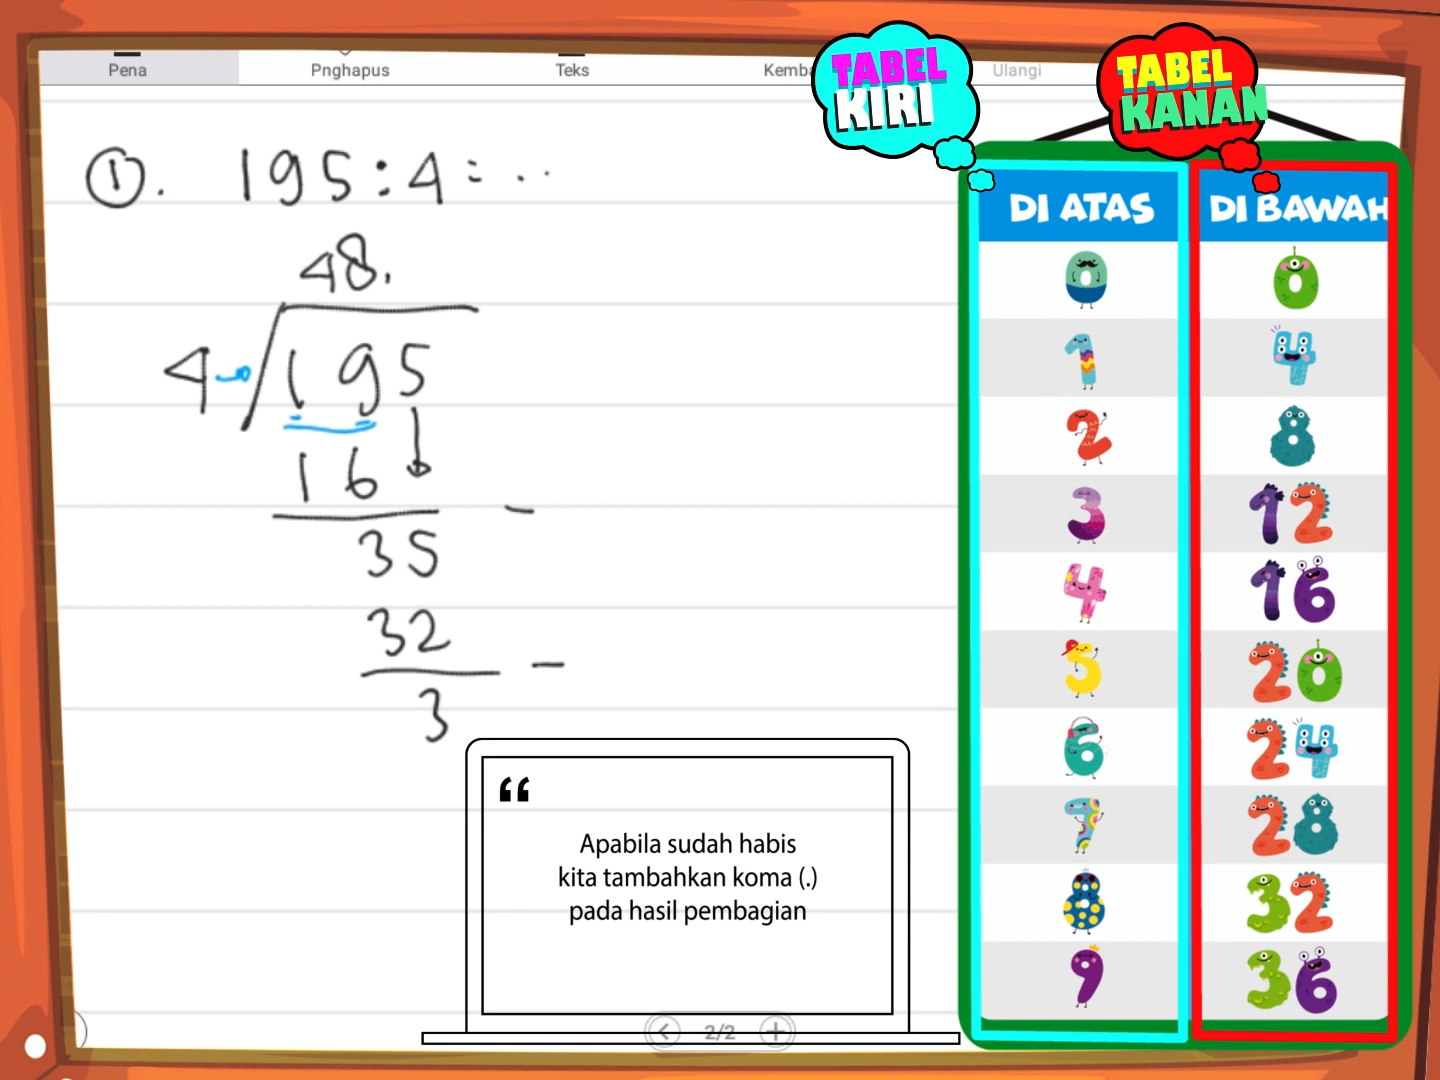 Pena Pnghapus Teks Kemba Ulangi
TABEL
KIRI
TABEL
KANAN
1. 195:4=..
48.
4 195
16
-
35
32
-
3
“
Apabila sudah habis
kita tambahkan koma (.)
pada hasil pembagian
2/2
DI ATAS DI BAWAH
0 0
1 4
2 8
3 12
4 16
5 20
6 24
7 28
8 32
9 36